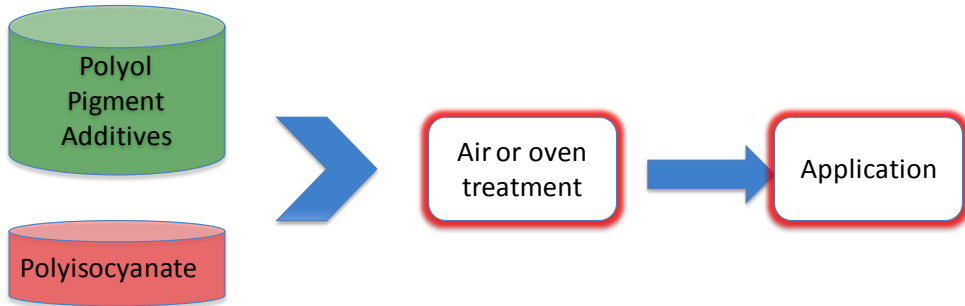 Polyol
Pigment
Additives
Polyisocyanate
Air or oven
treatment
Application